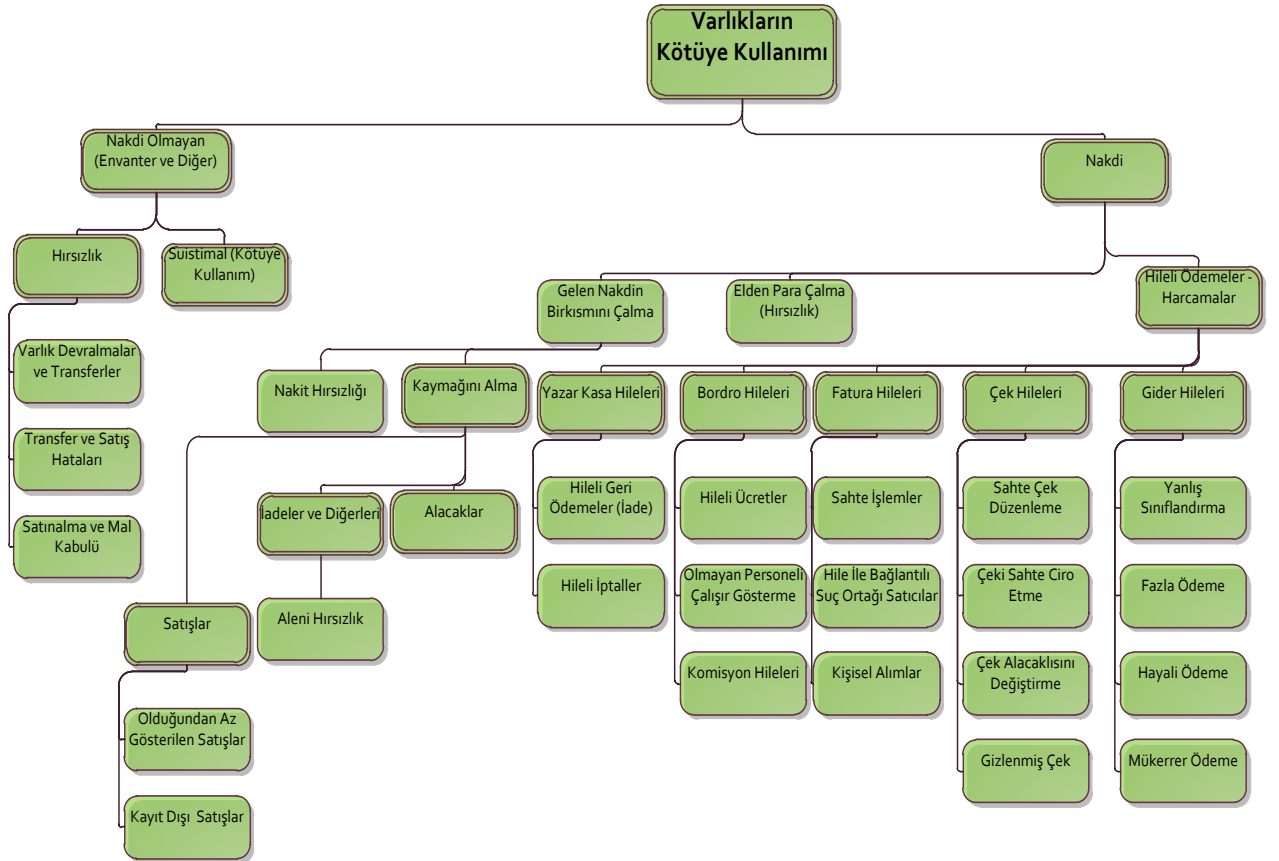 Varlıkların
Kötüye Kullanımı
Nakdi Olmayan
(Envanter ve Diğer)
Nakdi
Hırsızlık
Suistimal (Kötüye
Kullanım)
Gelen Nakdin
Birkısmını Çalma
Elden Para Çalma
(Hırsızlık)
Hileli Ödemeler -
Harcamalar
Varlık Devralmalar
ve Transferler
Transfer ve Satış
Hataları
Satınalma ve Mal
Kabulü
Nakit Hırsızlığı
Kaymağını Alma
Yazar Kasa Hileleri
Bordro Hileleri
Fatura Hileleri
Çek Hileleri
Gider Hileleri
İadeler ve Diğerleri
Alacaklar
Hileli Geri
Ödemeler (İade)
Hileli Ücretler
Sahte İşlemler
Sahte Çek
Düzenleme
Yanlış
Sınıflandırma
Satışlar
Aleni Hırsızlık
Hileli İptaller
Olmayan Personeli
Çalışır Gösterme
Hile İle Bağlantılı
Suç Ortağı Satıcılar
Çeki Sahte Ciro
Etme
Fazla Ödeme
Komisyon Hileleri
Kişisel Alımlar
Çek Alacaklısını
Değiştirme
Hayali Ödeme
Olduğundan Az
Gösterilen Satışlar
Gizlenmiş Çek
Mükerrer Ödeme
Kayıt Dışı Satışlar